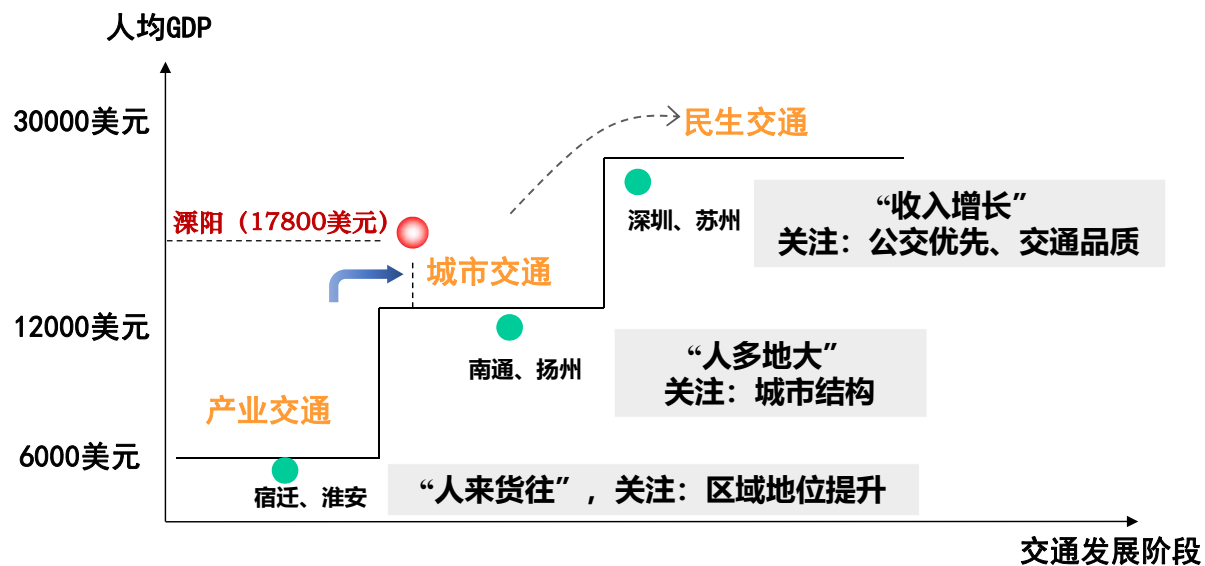 人均GDP
30000美元
民生交通
“收入增长”
关注：公交优先、交通品质
深圳、苏州
溧阳（17800美元）
城市交通
12000美元
“人多地大”
关注：城市结构
南通、扬州
产业交通
6000美元
“人来货往”，关注：区域地位提升
宿迁、淮安
交通发展阶段